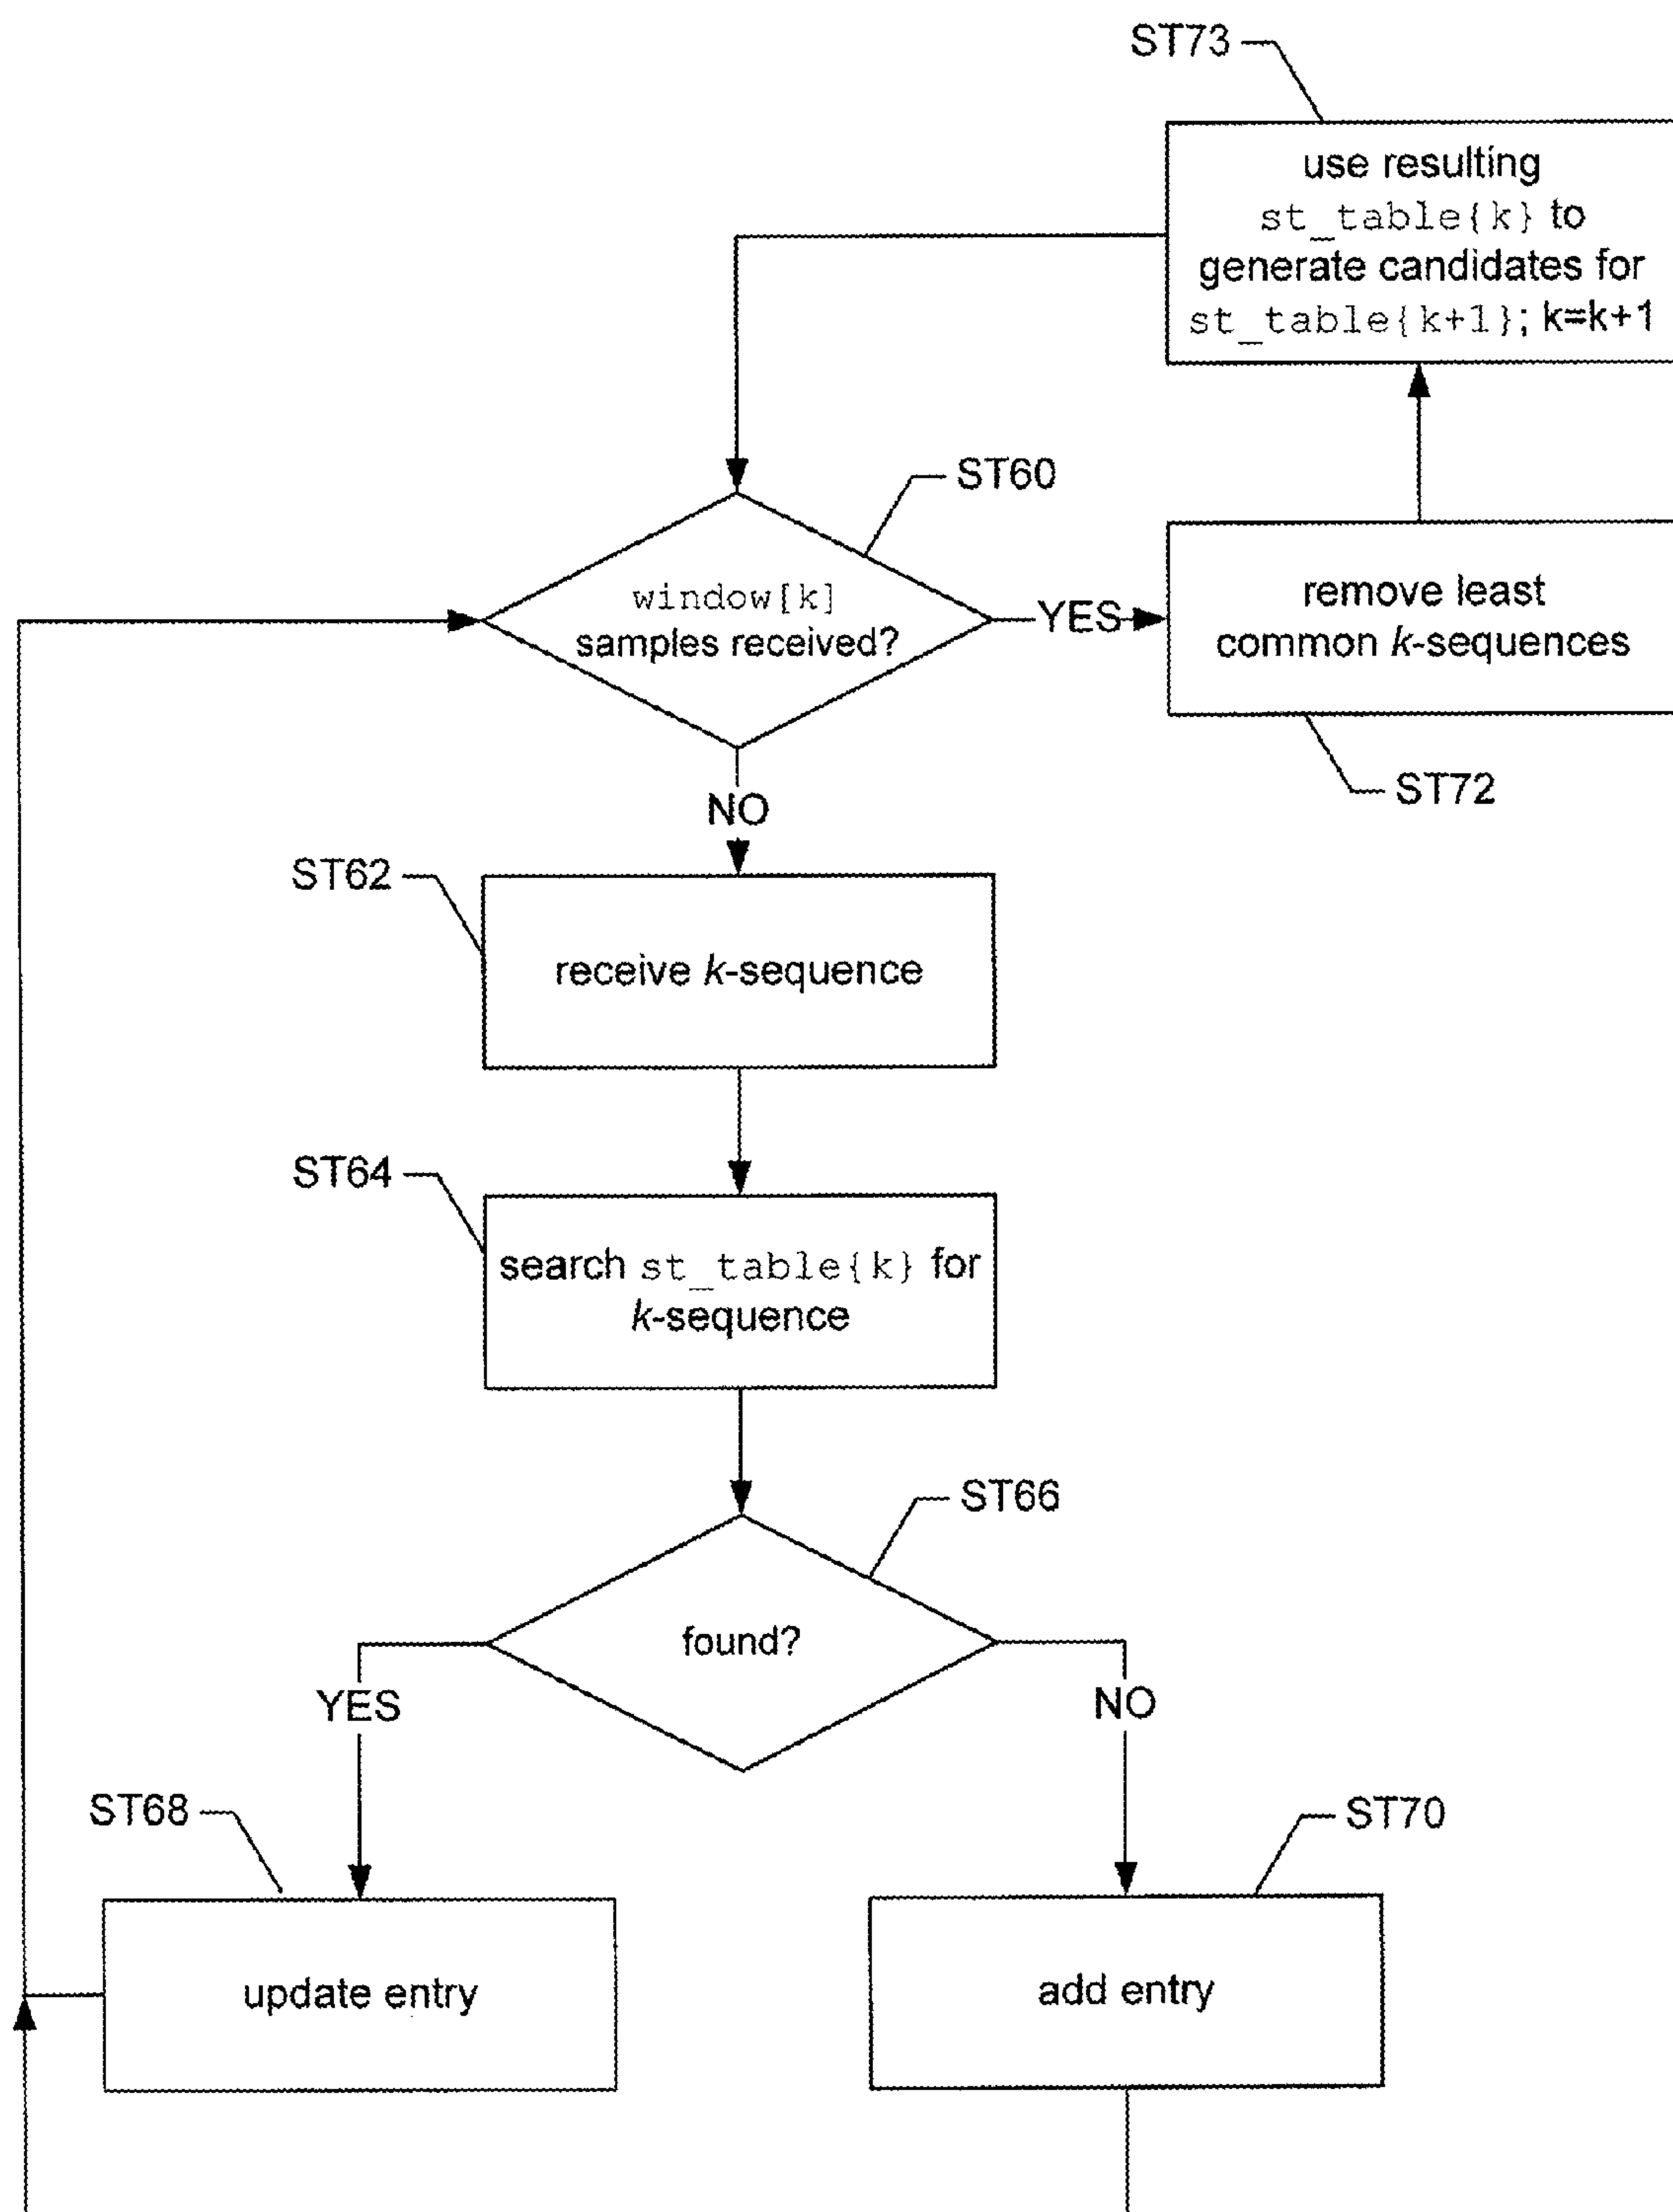 ST73
use resulting
st_table{k} to
generate candidates for
st_table{k+1}; k=k+1
ST60
window[k]
samples received?
YES
remove least
common k-sequences
ST72
NO
ST62
receive k-sequence
ST64
search st_table{k} for
k-sequence
ST66
found?
YES
NO
ST68
ST70
update entry
add entry